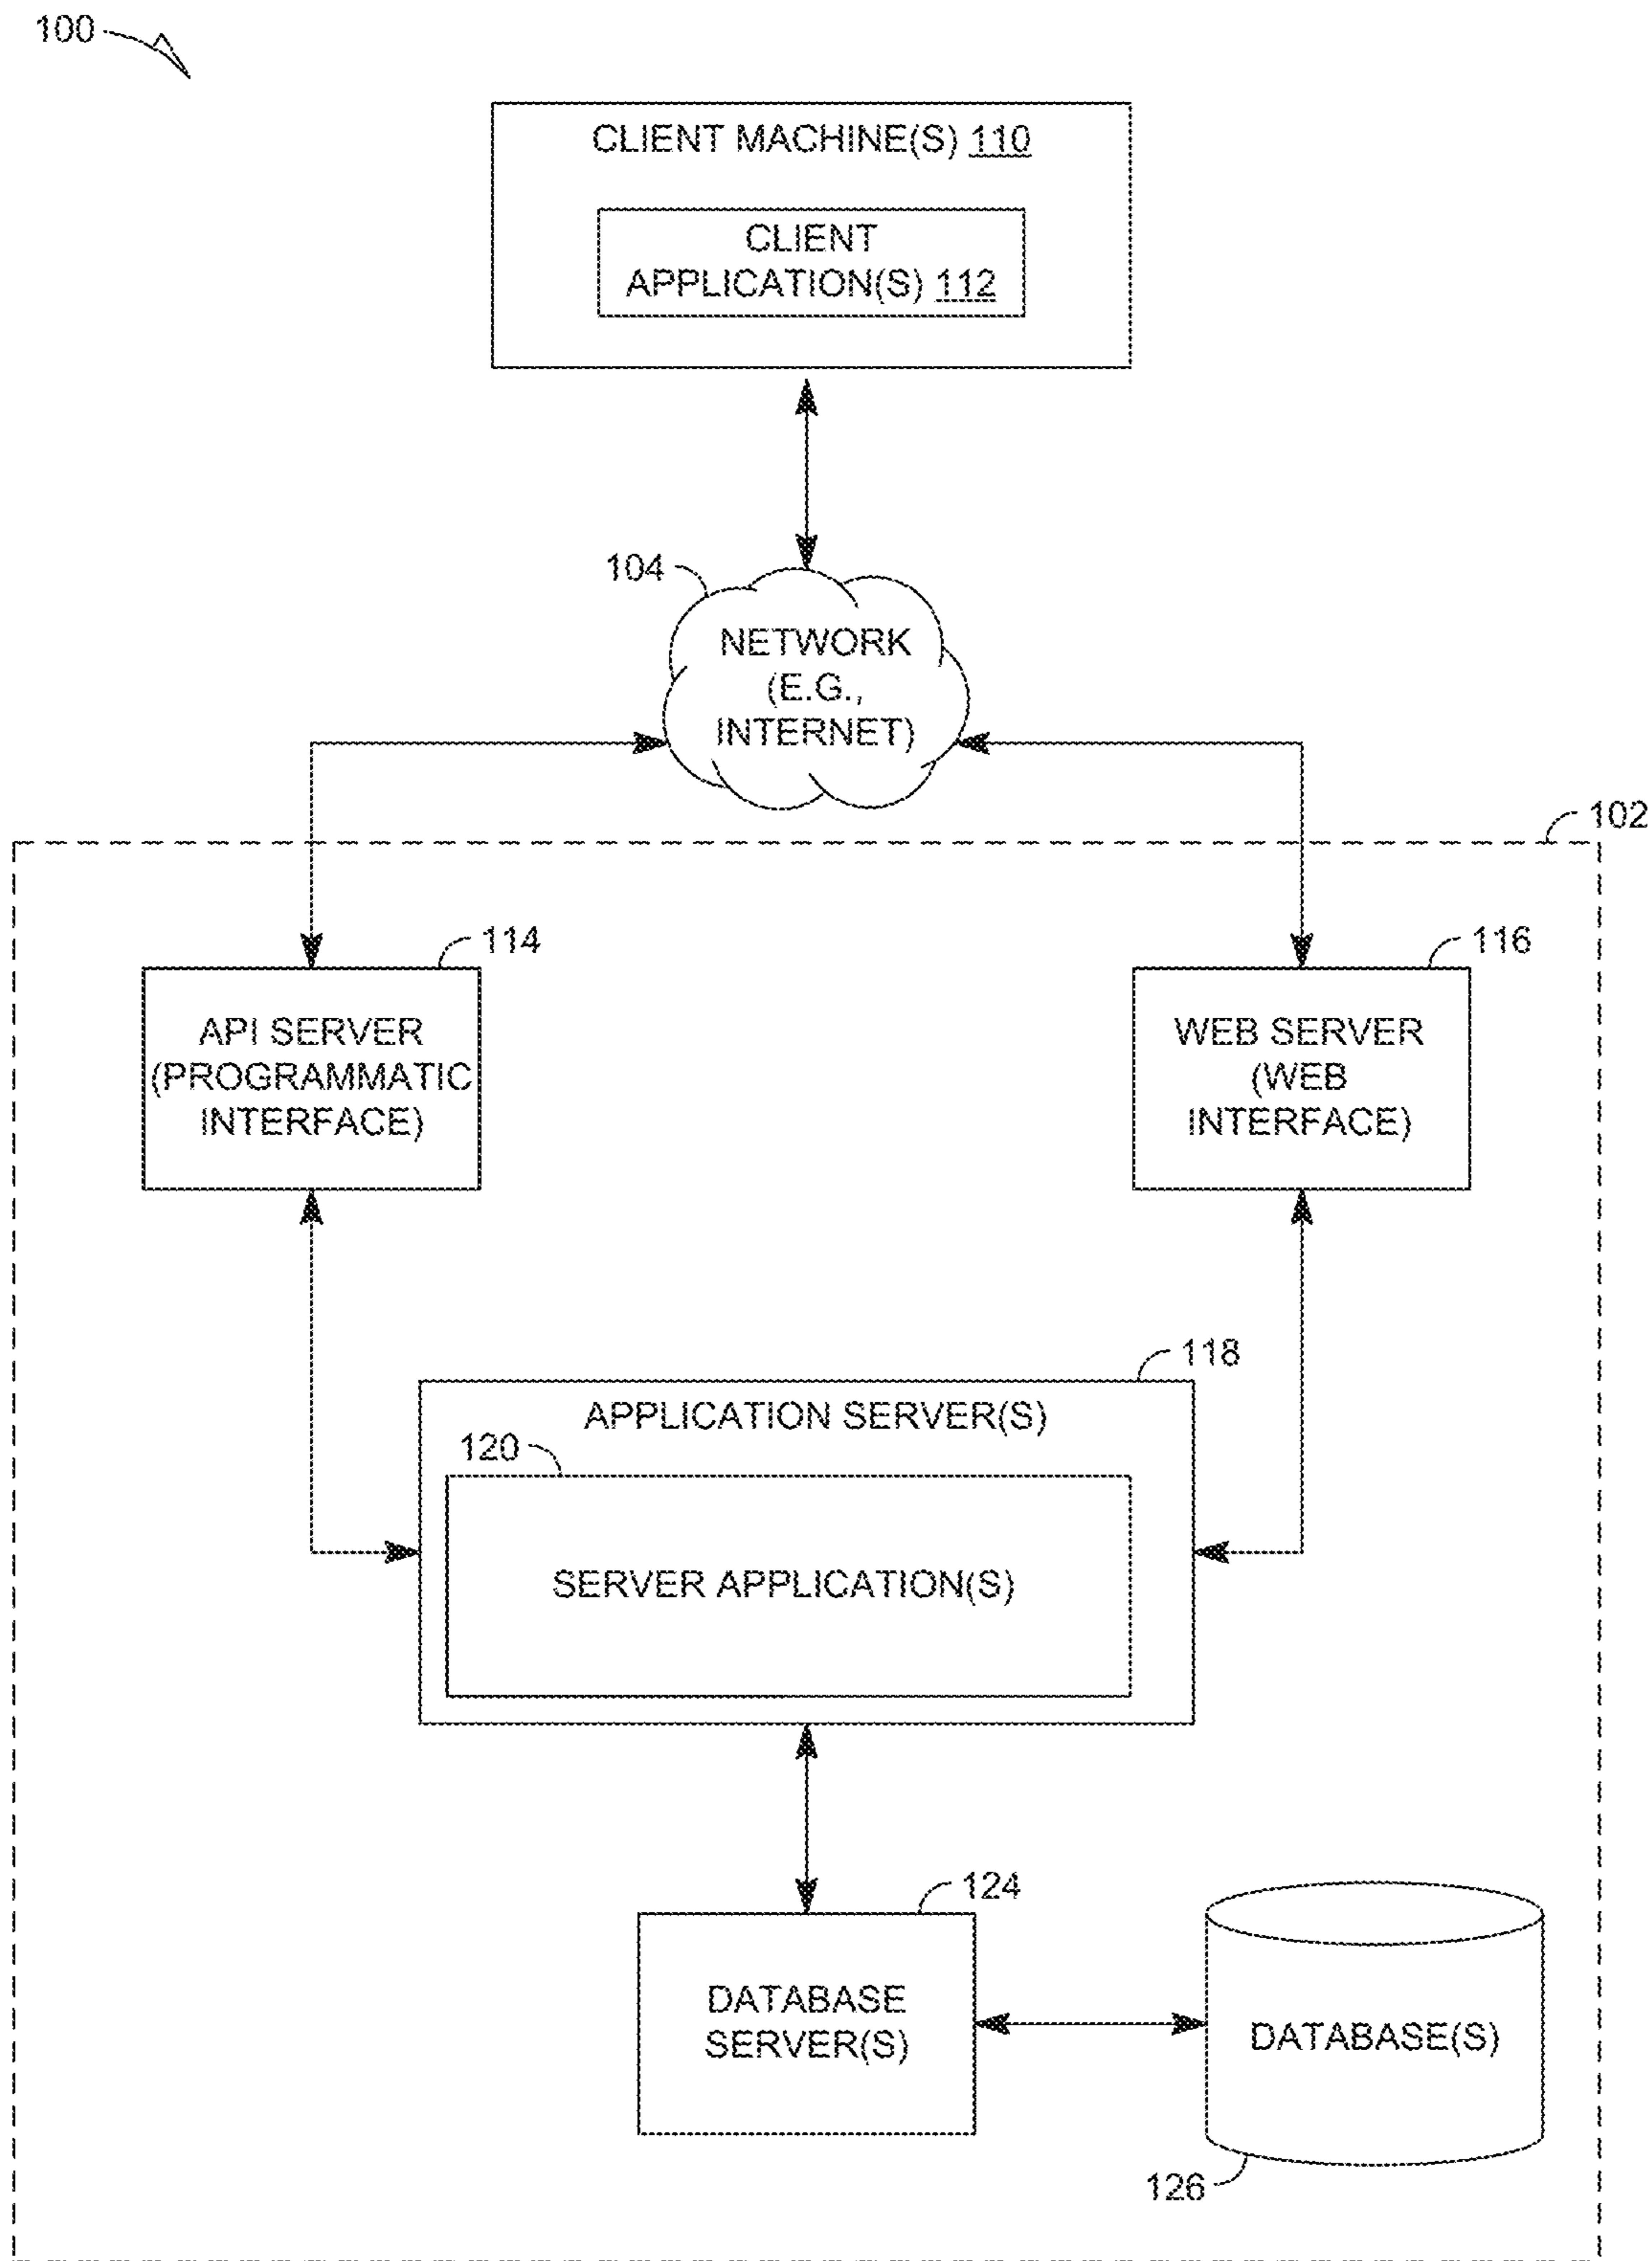 100
CLIENT MACHINE(S) 110
CLIENT
APPLICATION(S) 112
104
NETWORK
(E.G.,
INTERNET)
102
114
API SERVER
(PROGRAMMATIC
INTERFACE)
116
WEB SERVER
(WEB
INTERFACE)
118
APPLICATION SERVER(S)
120
SERVER APPLICATION(S)
124
DATABASE
SERVER(S)
DATABASE(S)
126